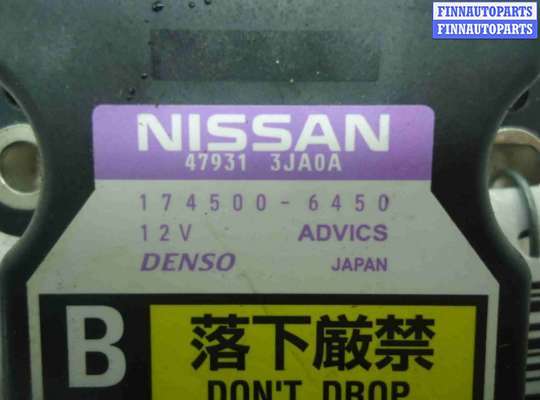 FINNAUTOPARTS
FINNAUTOPARTS
NISSAN
47931 3JA0A
174500-6450
12V ADVICS
DENSO JAPAN
B 落下厳禁
DON'T DROP